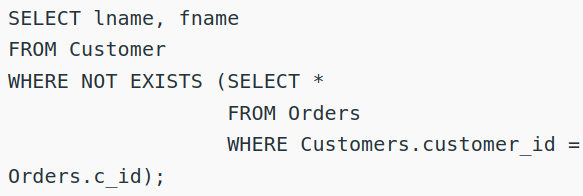 SELECT lname, fname
FROM Customer
WHERE NOT EXISTS (SELECT *
FROM Orders
WHERE Customers.customer_id =
Orders.c_id);